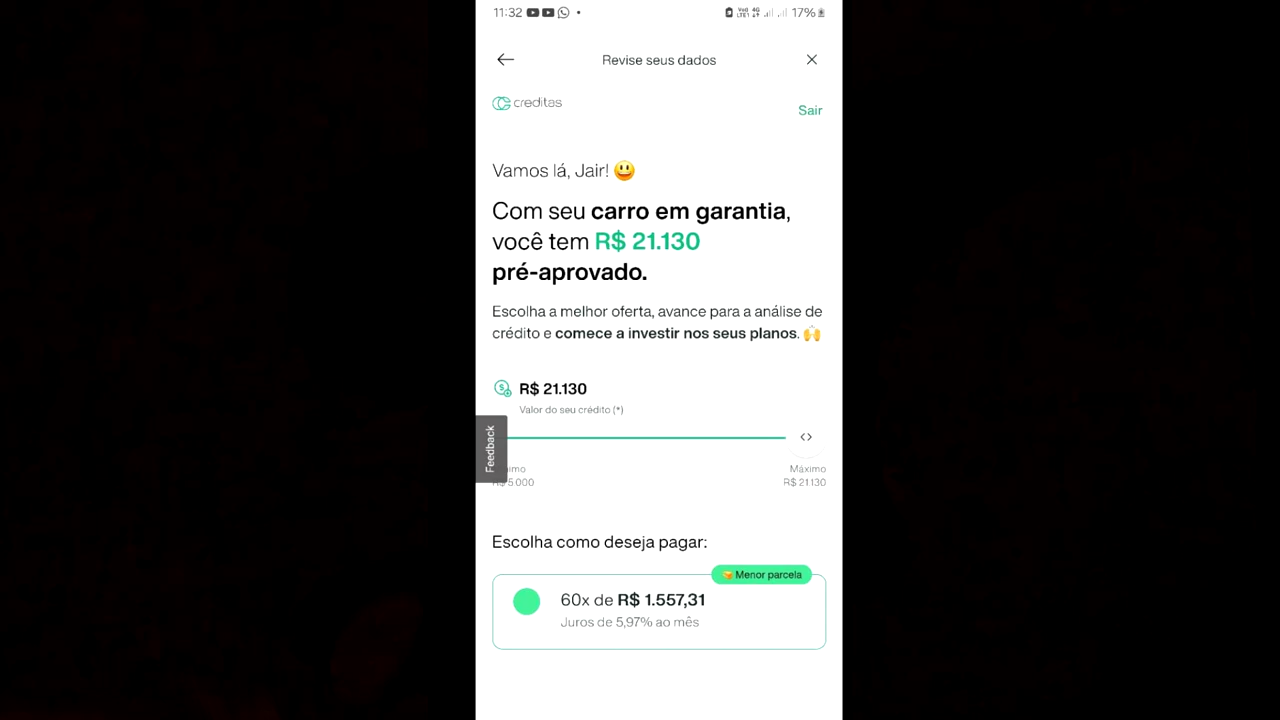 11:32
17%
Revise seus dados
creditas
Sair
Vamos lá, Jair!
Com seu carro em garantia,
você tem R$ 21.130
pré-aprovado.
Escolha a melhor oferta, avance para a análise de
crédito e comece a investir nos seus planos.
R$ 21.130
Valor do seu crédito (*)
Feedback
Máximo
R$ 5.000
R$ 21.130
Escolha como deseja pagar:
Menor parcela
60x de R$ 1.557,31
Juros de 5,97% ao mês